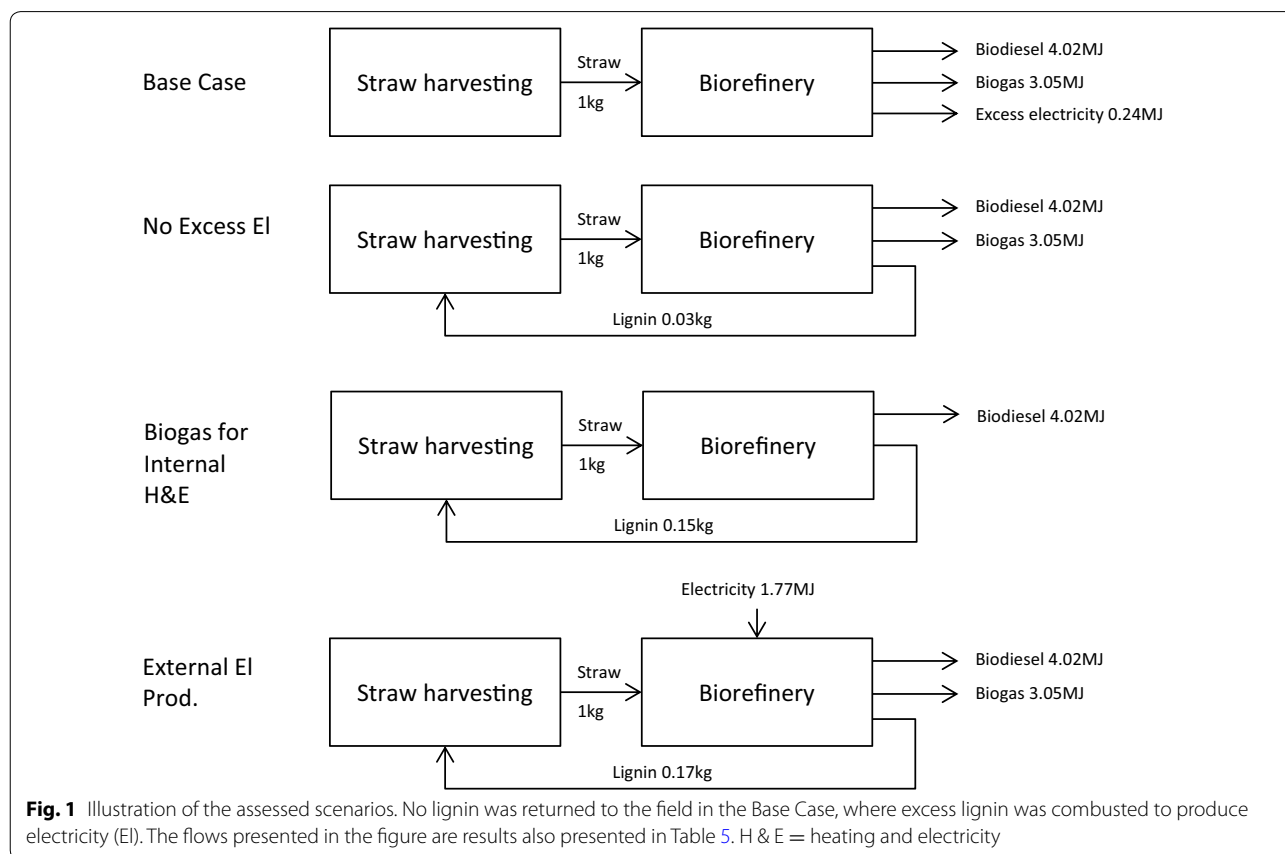 Base Case
Straw harvesting
Straw
1kg
Biorefinery
Biodiesel 4.02MJ
Biogas 3.05MJ
Excess electricity 0.24MJ
No Excess El
Straw harvesting
Straw
1kg
Biorefinery
Biodiesel 4.02MJ
Biogas 3.05MJ
Lignin 0.03kg
Biogas for
Internal
H&E
Straw harvesting
Straw
1kg
Biorefinery
Biodiesel 4.02MJ
Lignin 0.15kg
External El
Prod.
Straw harvesting
Straw
1kg
Electricity 1.77MJ
Biorefinery
Biodiesel 4.02MJ
Biogas 3.05MJ
Lignin 0.17kg
Fig. 1 Illustration of the assessed scenarios. No lignin was returned to the field in the Base Case, where excess lignin was combusted to produce
electricity (El). The flows presented in the figure are results also presented in Table 5. H & E = heating and electricity